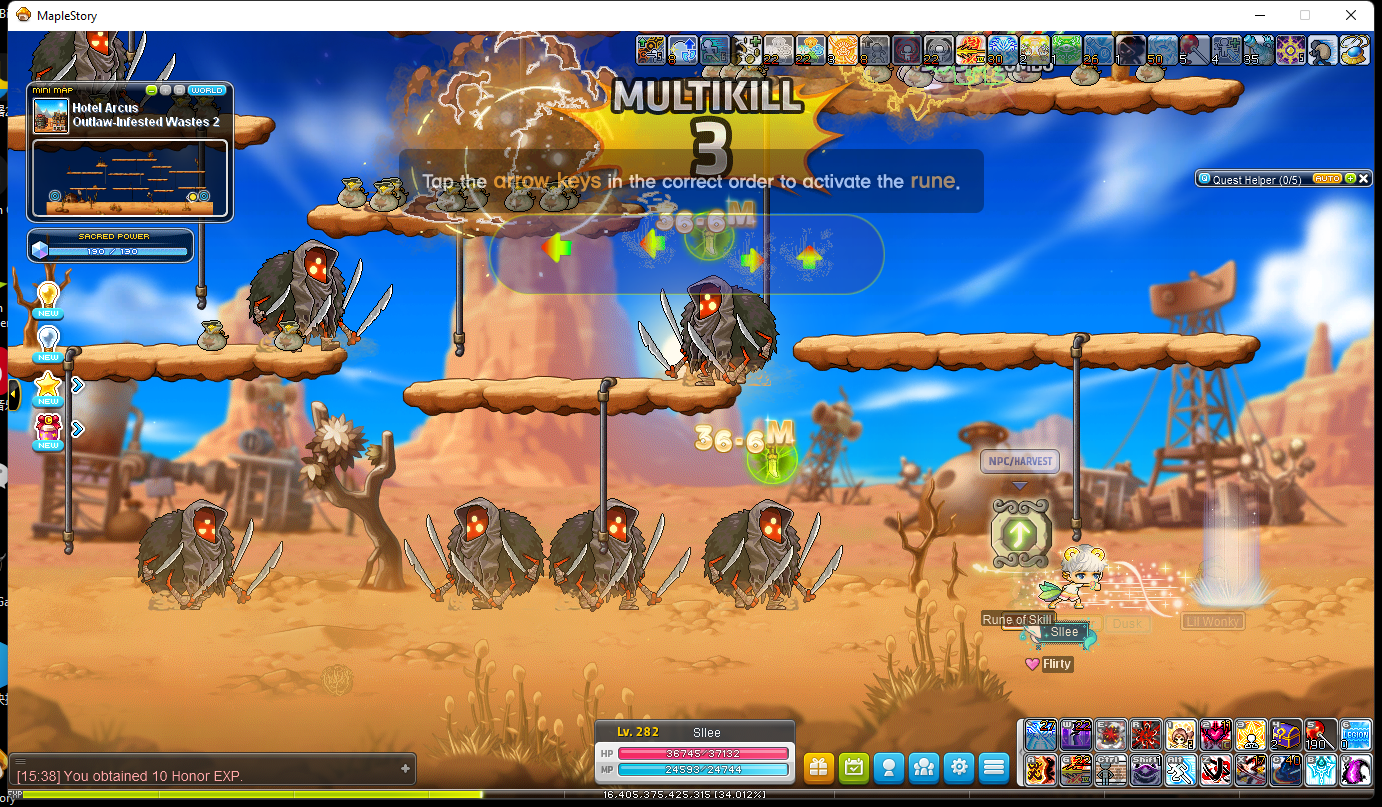 MapleStory
MULTIKILL
3
MINI MAP
WORLD
Hotel Arcus
Outlaw-Infested Wastes 2
Tap the arrow keys in the correct order to activate the rune.
Quest Helper (0/5)
AUTO
36.6M
SACRED POWER
190 / 190
NEW
NEW
NEW
NEW
36.6M
NPC/HARVEST
Rune of Skill
Dusk
Lil Wonky
Sllee
Flirty
Lv. 282
Sllee
HP
36745/37132
MP
24593/24744
[15:38] You obtained 10 Honor EXP.
EXP
16,405,375,425,315 [34.012%]